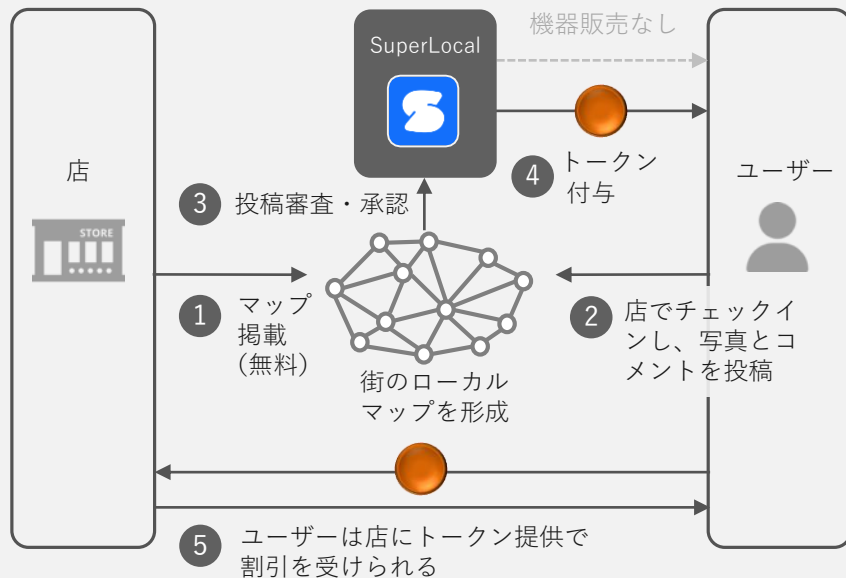 機器販売なし
SuperLocal
店
STORE
3 投稿審査・承認
4 トークン
付与
ユーザー
1 マップ
掲載
(無料)
2 店でチェックイ
ンし、写真とコ
メントを投稿
街のローカル
マップを形成
5 ユーザーは店にトークン提供で
割引を受けられる